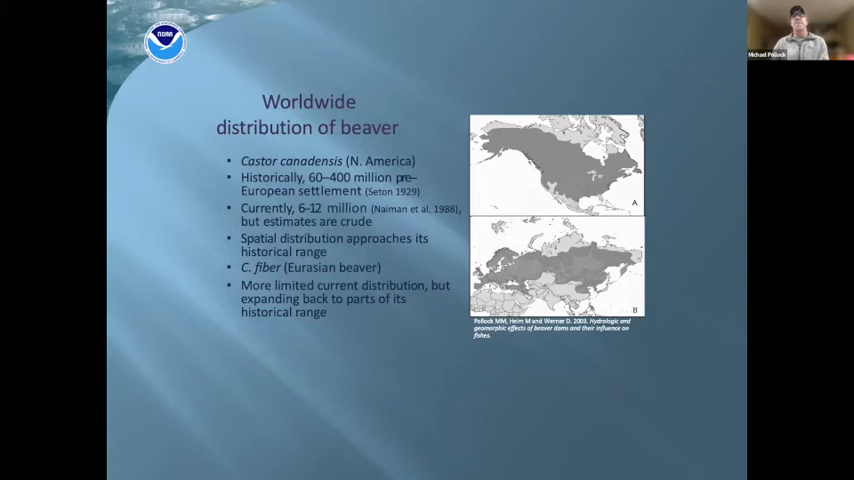 NOAA
Michael Pollock
Worldwide
distribution of beaver
• Castor canadensis (N. America)
• Historically, 60–400 million pre–
European settlement (Seton 1929)
• Currently, 6–12 million (Naiman et al. 1988),
but estimates are crude
• Spatial distribution approaches its
historical range
• C. fiber (Eurasian beaver)
• More limited current distribution, but
expanding back to parts of its
historical range
A
B
Pollock MM, Heim M and Werner D. 2003. Hydrologic and
geomorphic effects of beaver dams and their influence on
fishes.